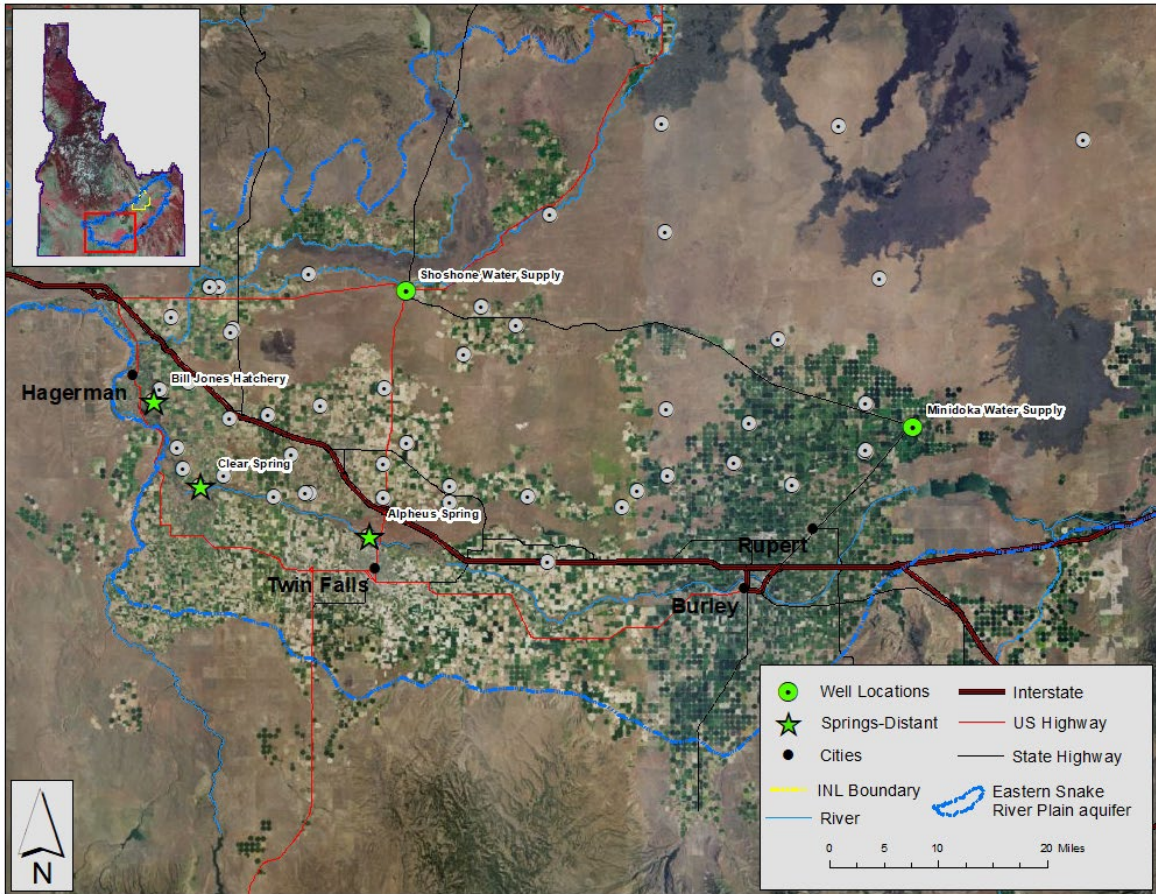 Shoshone Water Supply
Bill Jones Hatchery
Hagerman
Minidoka Water Supply
Clear Spring
Alpheus Spring
Rupert
Twin Falls
Burley
Well Locations
Interstate
Springs-Distant
US Highway
Cities
State Highway
INL Boundary
Eastern Snake
River Plain aquifer
River
0 5 10 20 Miles
N